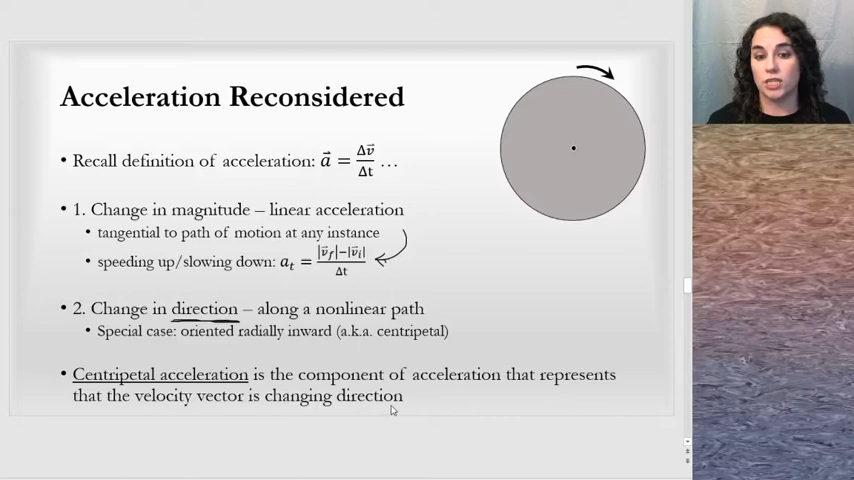 Acceleration Reconsidered
• Recall definition of acceleration: a⃗ = Δv⃗/Δt …
• 1. Change in magnitude – linear acceleration
• tangential to path of motion at any instance
• speeding up/slowing down: aₜ = |v⃗_f|−|v⃗_i|/Δt
• 2. Change in direction – along a nonlinear path
• Special case: oriented radially inward (a.k.a. centripetal)
• Centripetal acceleration is the component of acceleration that represents
that the velocity vector is changing direction